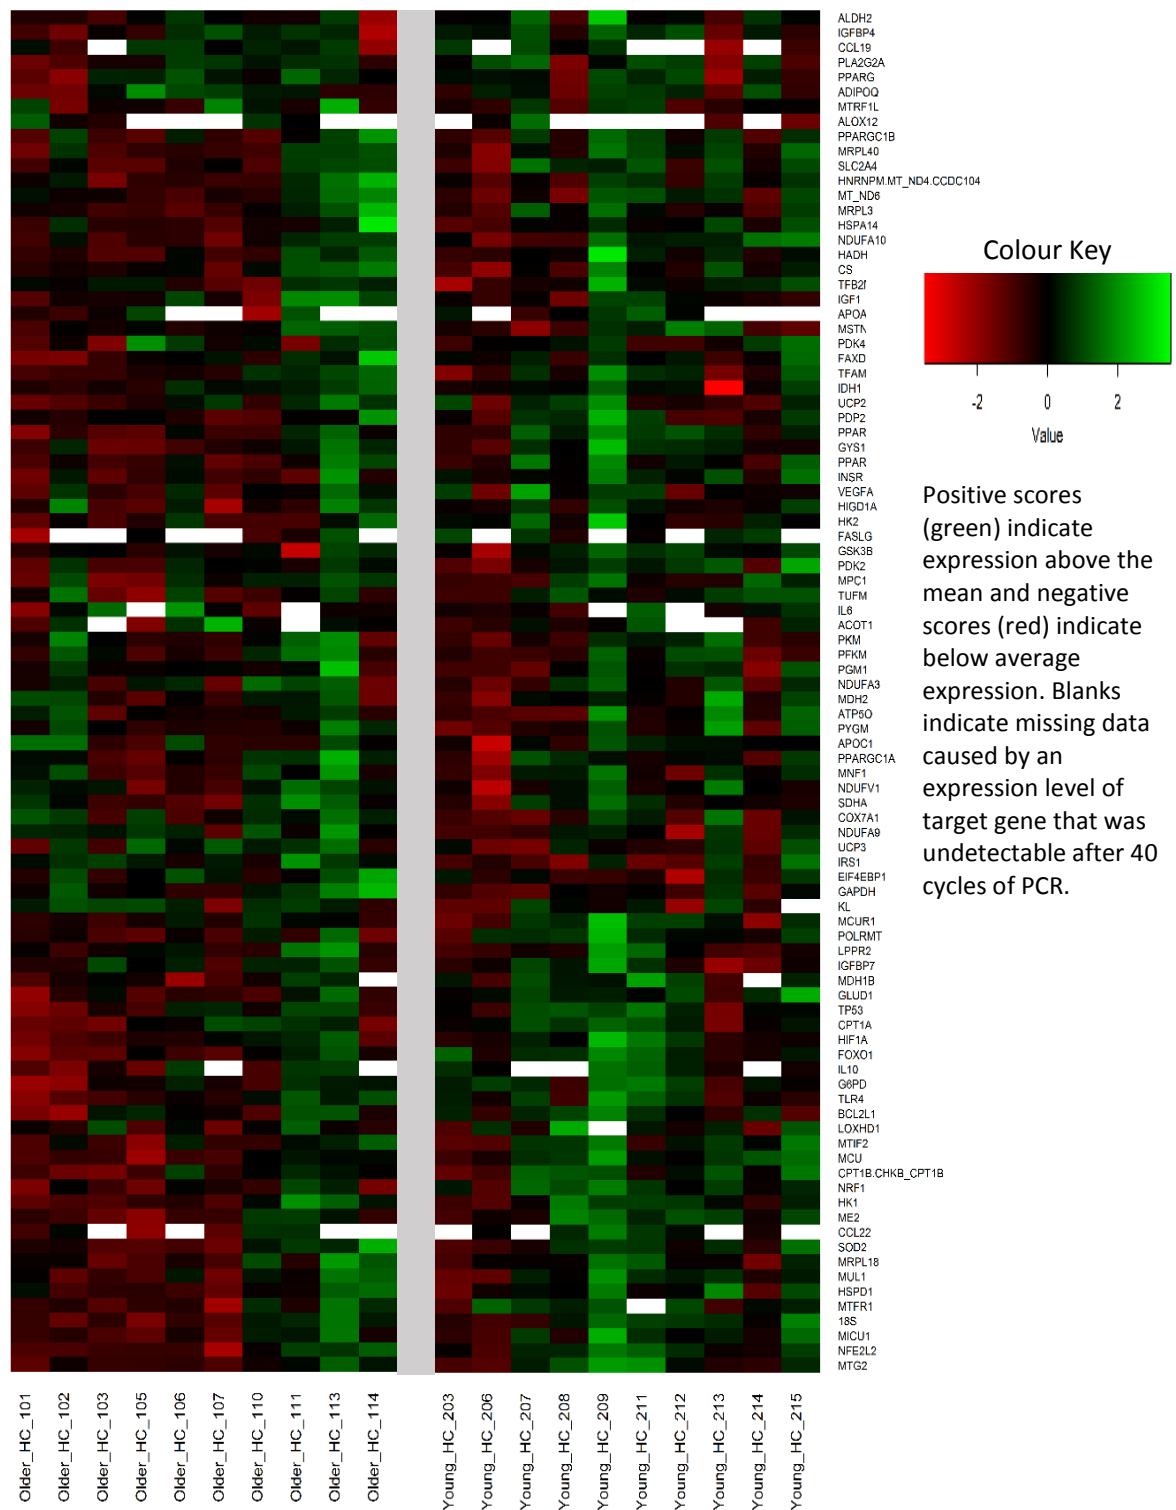 ALDH2
IGFBP4
CCL19
PLA2G2A
PPARG
ADIPOQ
MTRF1L
ALOX12
PPARGC1B
MRPL40
SLC2A4
HNRNPM.MT_ND4.CCDC104
MT_ND6
MRPL3
HSPA14
NDUFA10
HADH
CS
TFB2M
IGF1
APOA
MSTN
PDK4
FAXD
TFAM
IDH1
UCP2
PDP2
PPAR
GYS1
PPAR
INSR
VEGFA
HIGD1A
HK2
FASLG
GSK3B
PDK2
MPC1
TUFM
IL6
ACOT1
PKM
PFKM
PGM1
NDUFA3
MDH2
ATP5O
PYGM
APOC1
PPARGC1A
MNF1
NDUFV1
SDHA
COX7A1
NDUFA9
UCP3
IRS1
EIF4EBP1
GAPDH
KL
MCUR1
POLRMT
LPPR2
IGFBP7
MDH1B
GLUD1
TP53
CPT1A
HIF1A
FOXO1
IL10
G6PD
TLR4
BCL2L1
LOXHD1
MTIF2
MCU
CPT1B.CHKB_CPT1B
NRF1
HK1
ME2
CCL22
SOD2
MRPL18
MUL1
HSPD1
MTFR1
18S
MICU1
NFE2L2
MTG2
Older_HC_101
Older_HC_102
Older_HC_103
Older_HC_105
Older_HC_106
Older_HC_107
Older_HC_110
Older_HC_111
Older_HC_113
Older_HC_114
Young_HC_203
Young_HC_206
Young_HC_207
Young_HC_208
Young_HC_209
Young_HC_211
Young_HC_212
Young_HC_213
Young_HC_214
Young_HC_215
Colour Key
-2 0 2
Value
Positive scores
(green) indicate
expression above the
mean and negative
scores (red) indicate
below average
expression. Blanks
indicate missing data
caused by an
expression level of
target gene that was
undetectable after 40
cycles of PCR.